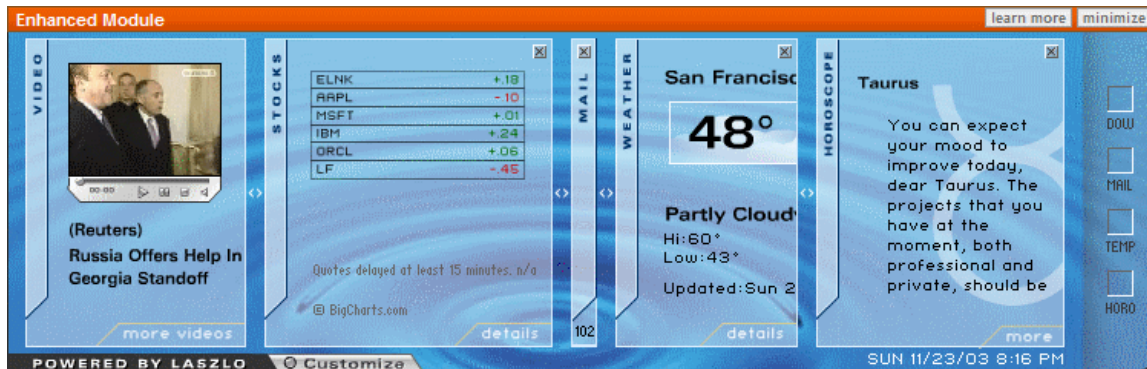 Enhanced Module
learn more
minimize
VIDEO
00:00
(Reuters)
Russia Offers Help In
Georgia Standoff
more videos
STOCKS
ELNK +.18
AAPL -10
MSFT +.01
IBM +.24
ORCL +.06
LF -.45
Quotes delayed at least 15 minutes. n/a
© BigCharts.com
details
MAIL
102
WEATHER
San Francisc
48°
Partly Cloud
Hi:60°
Low:43°
Updated:Sun 2
details
HOROSCOPE
Taurus
You can expect
your mood to
improve today,
dear Taurus. The
projects that you
have at the
moment, both
professional and
private, should be
more
DOW
MAIL
TEMP
HORO
POWERED BY LASZLO
Customize
SUN 11/23/03 8:16 PM